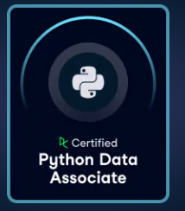 Certified
Python Data
Associate